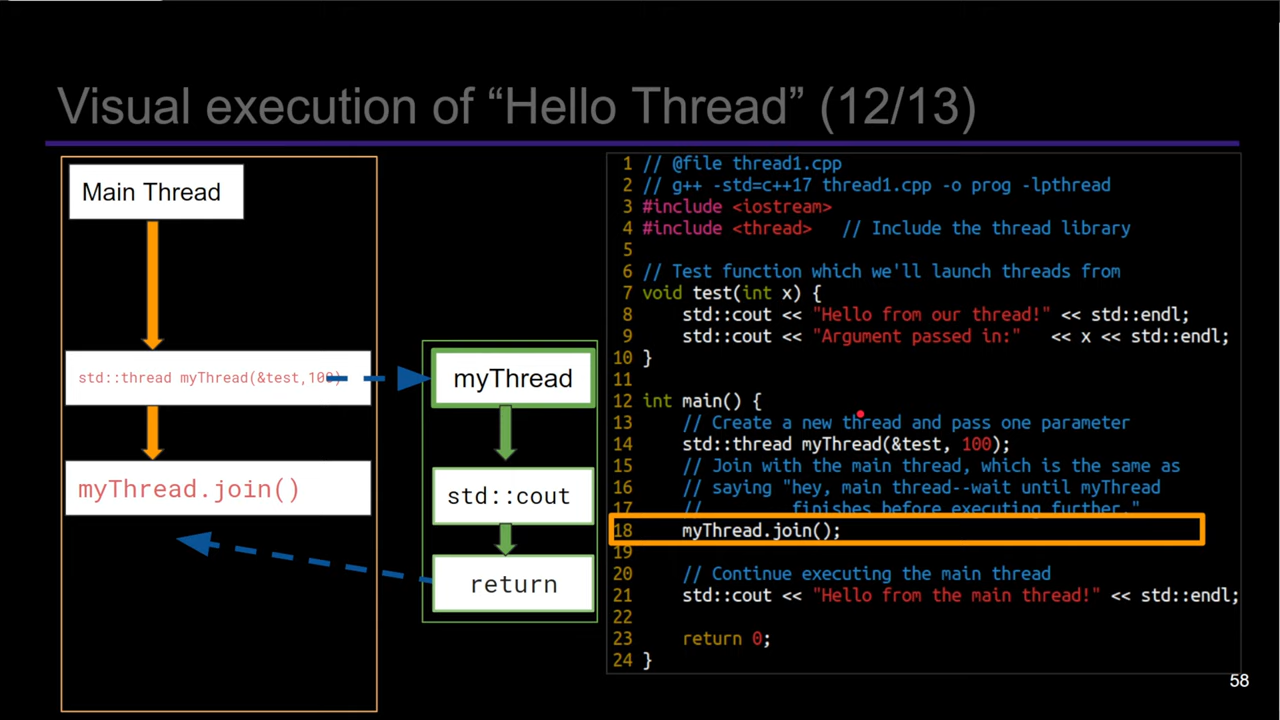 Visual execution of “Hello Thread” (12/13)
Main Thread
std::thread myThread(&test,100)
myThread.join()
myThread
std::cout
return
1 // @file thread1.cpp
2 // g++ -std=c++17 thread1.cpp -o prog -lpthread
3 #include <iostream>
4 #include <thread>   // Include the thread library
5
6 // Test function which we'll launch threads from
7 void test(int x) {
8     std::cout << "Hello from our thread!" << std::endl;
9     std::cout << "Argument passed in:"   << x << std::endl;
10 }
11
12 int main() {
13     // Create a new thread and pass one parameter
14     std::thread myThread(&test, 100);
15     // Join with the main thread, which is the same as
16     // saying "hey, main thread--wait until myThread
17     //         finishes before executing further."
18     myThread.join();
19
20     // Continue executing the main thread
21     std::cout << "Hello from the main thread!" << std::endl;
22
23     return 0;
24 }
58